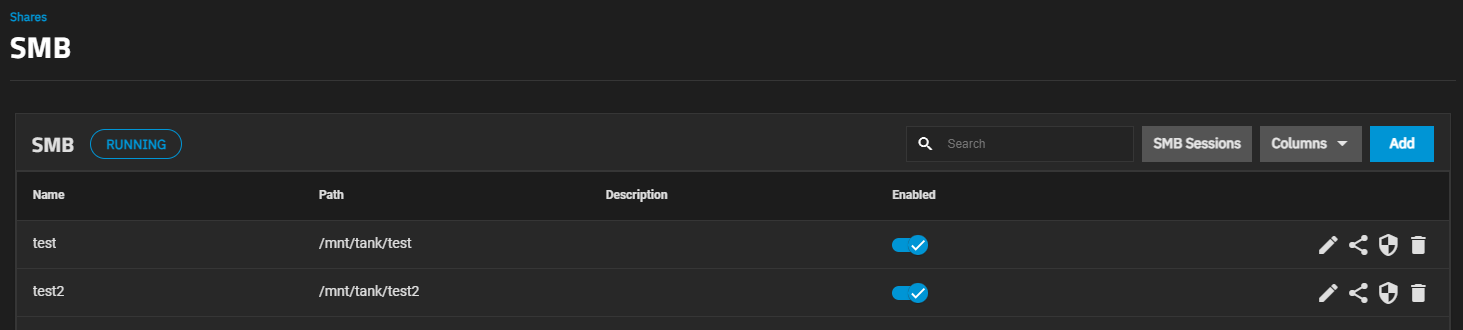 Shares
SMB
SMB RUNNING Search SMB Sessions Columns Add
Name Path Description Enabled
test /mnt/tank/test
test2 /mnt/tank/test2